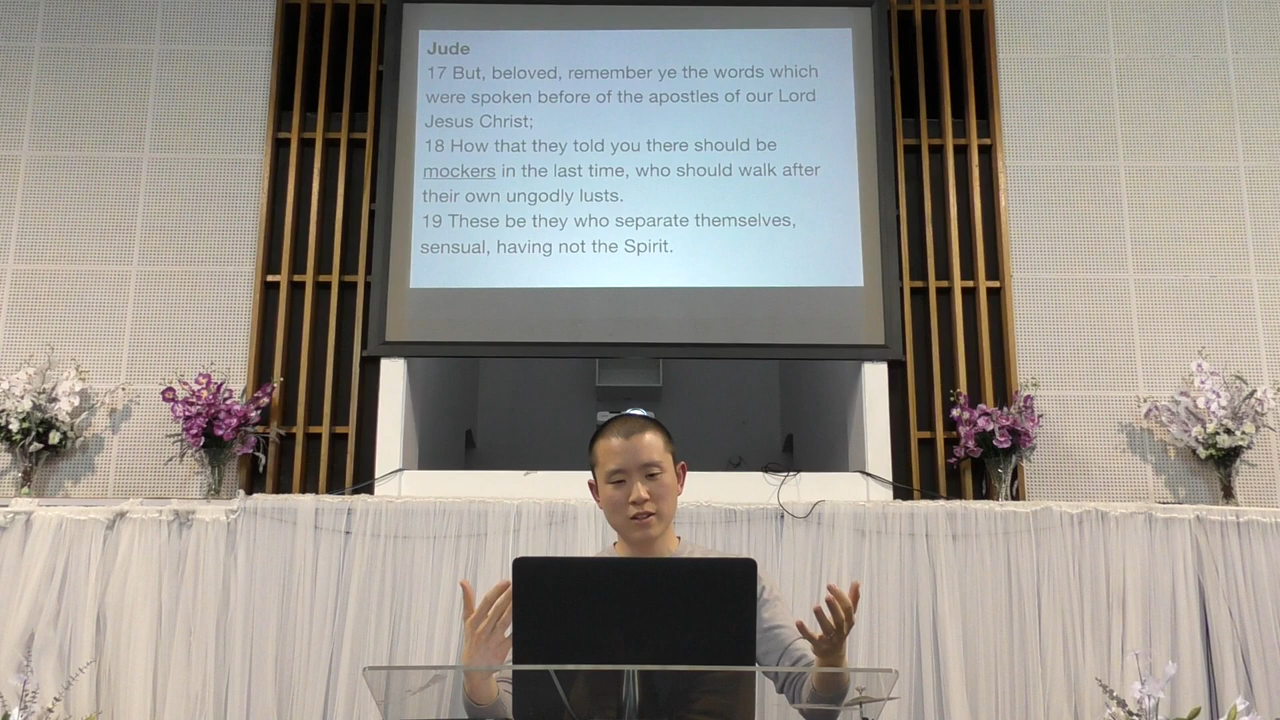 Jude
17 But, beloved, remember ye the words which
were spoken before of the apostles of our Lord
Jesus Christ;
18 How that they told you there should be
mockers in the last time, who should walk after
their own ungodly lusts.
19 These be they who separate themselves,
sensual, having not the Spirit.